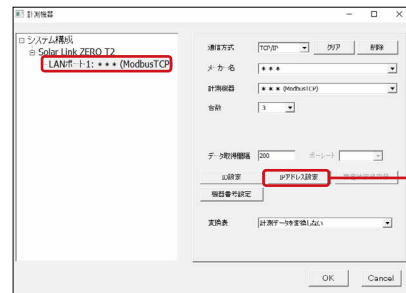 計測機器
システム構成
Solar Link ZERO T2
LANポート1: * * * (ModbusTCP
通信方式 TCP/IP クリア 削除
メーカー名 * * *
計測機器 * * * (ModbusTCP)
台数 3
データ取得間隔 200 ボーレート
ID設定 IPアドレス設定
機器番号設定
変換表 計測データを変換しない
OK Cancel